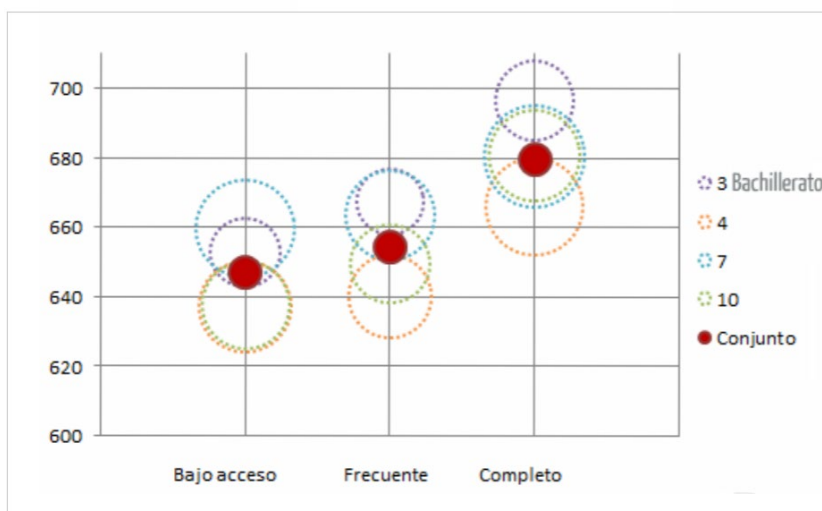 700
680
660
640
620
600
Bajo acceso
Frecuente
Completo
3 Bachillerato
4
7
10
Conjunto